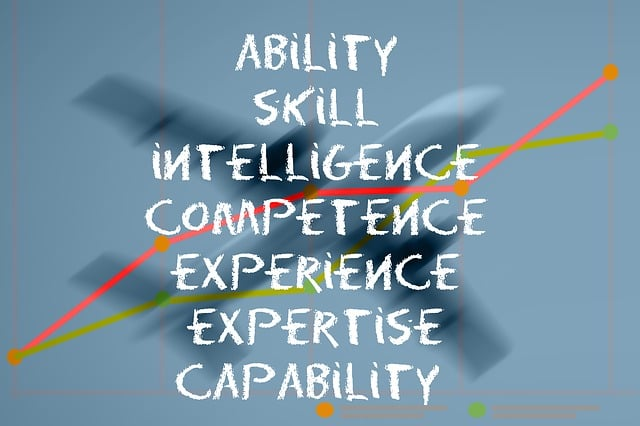 ABiLiTY
SKiLL
iNTELLiGENCE
COMPETENCE
EXPERiENCE
EXPERTiSE
CAPABiLiTY